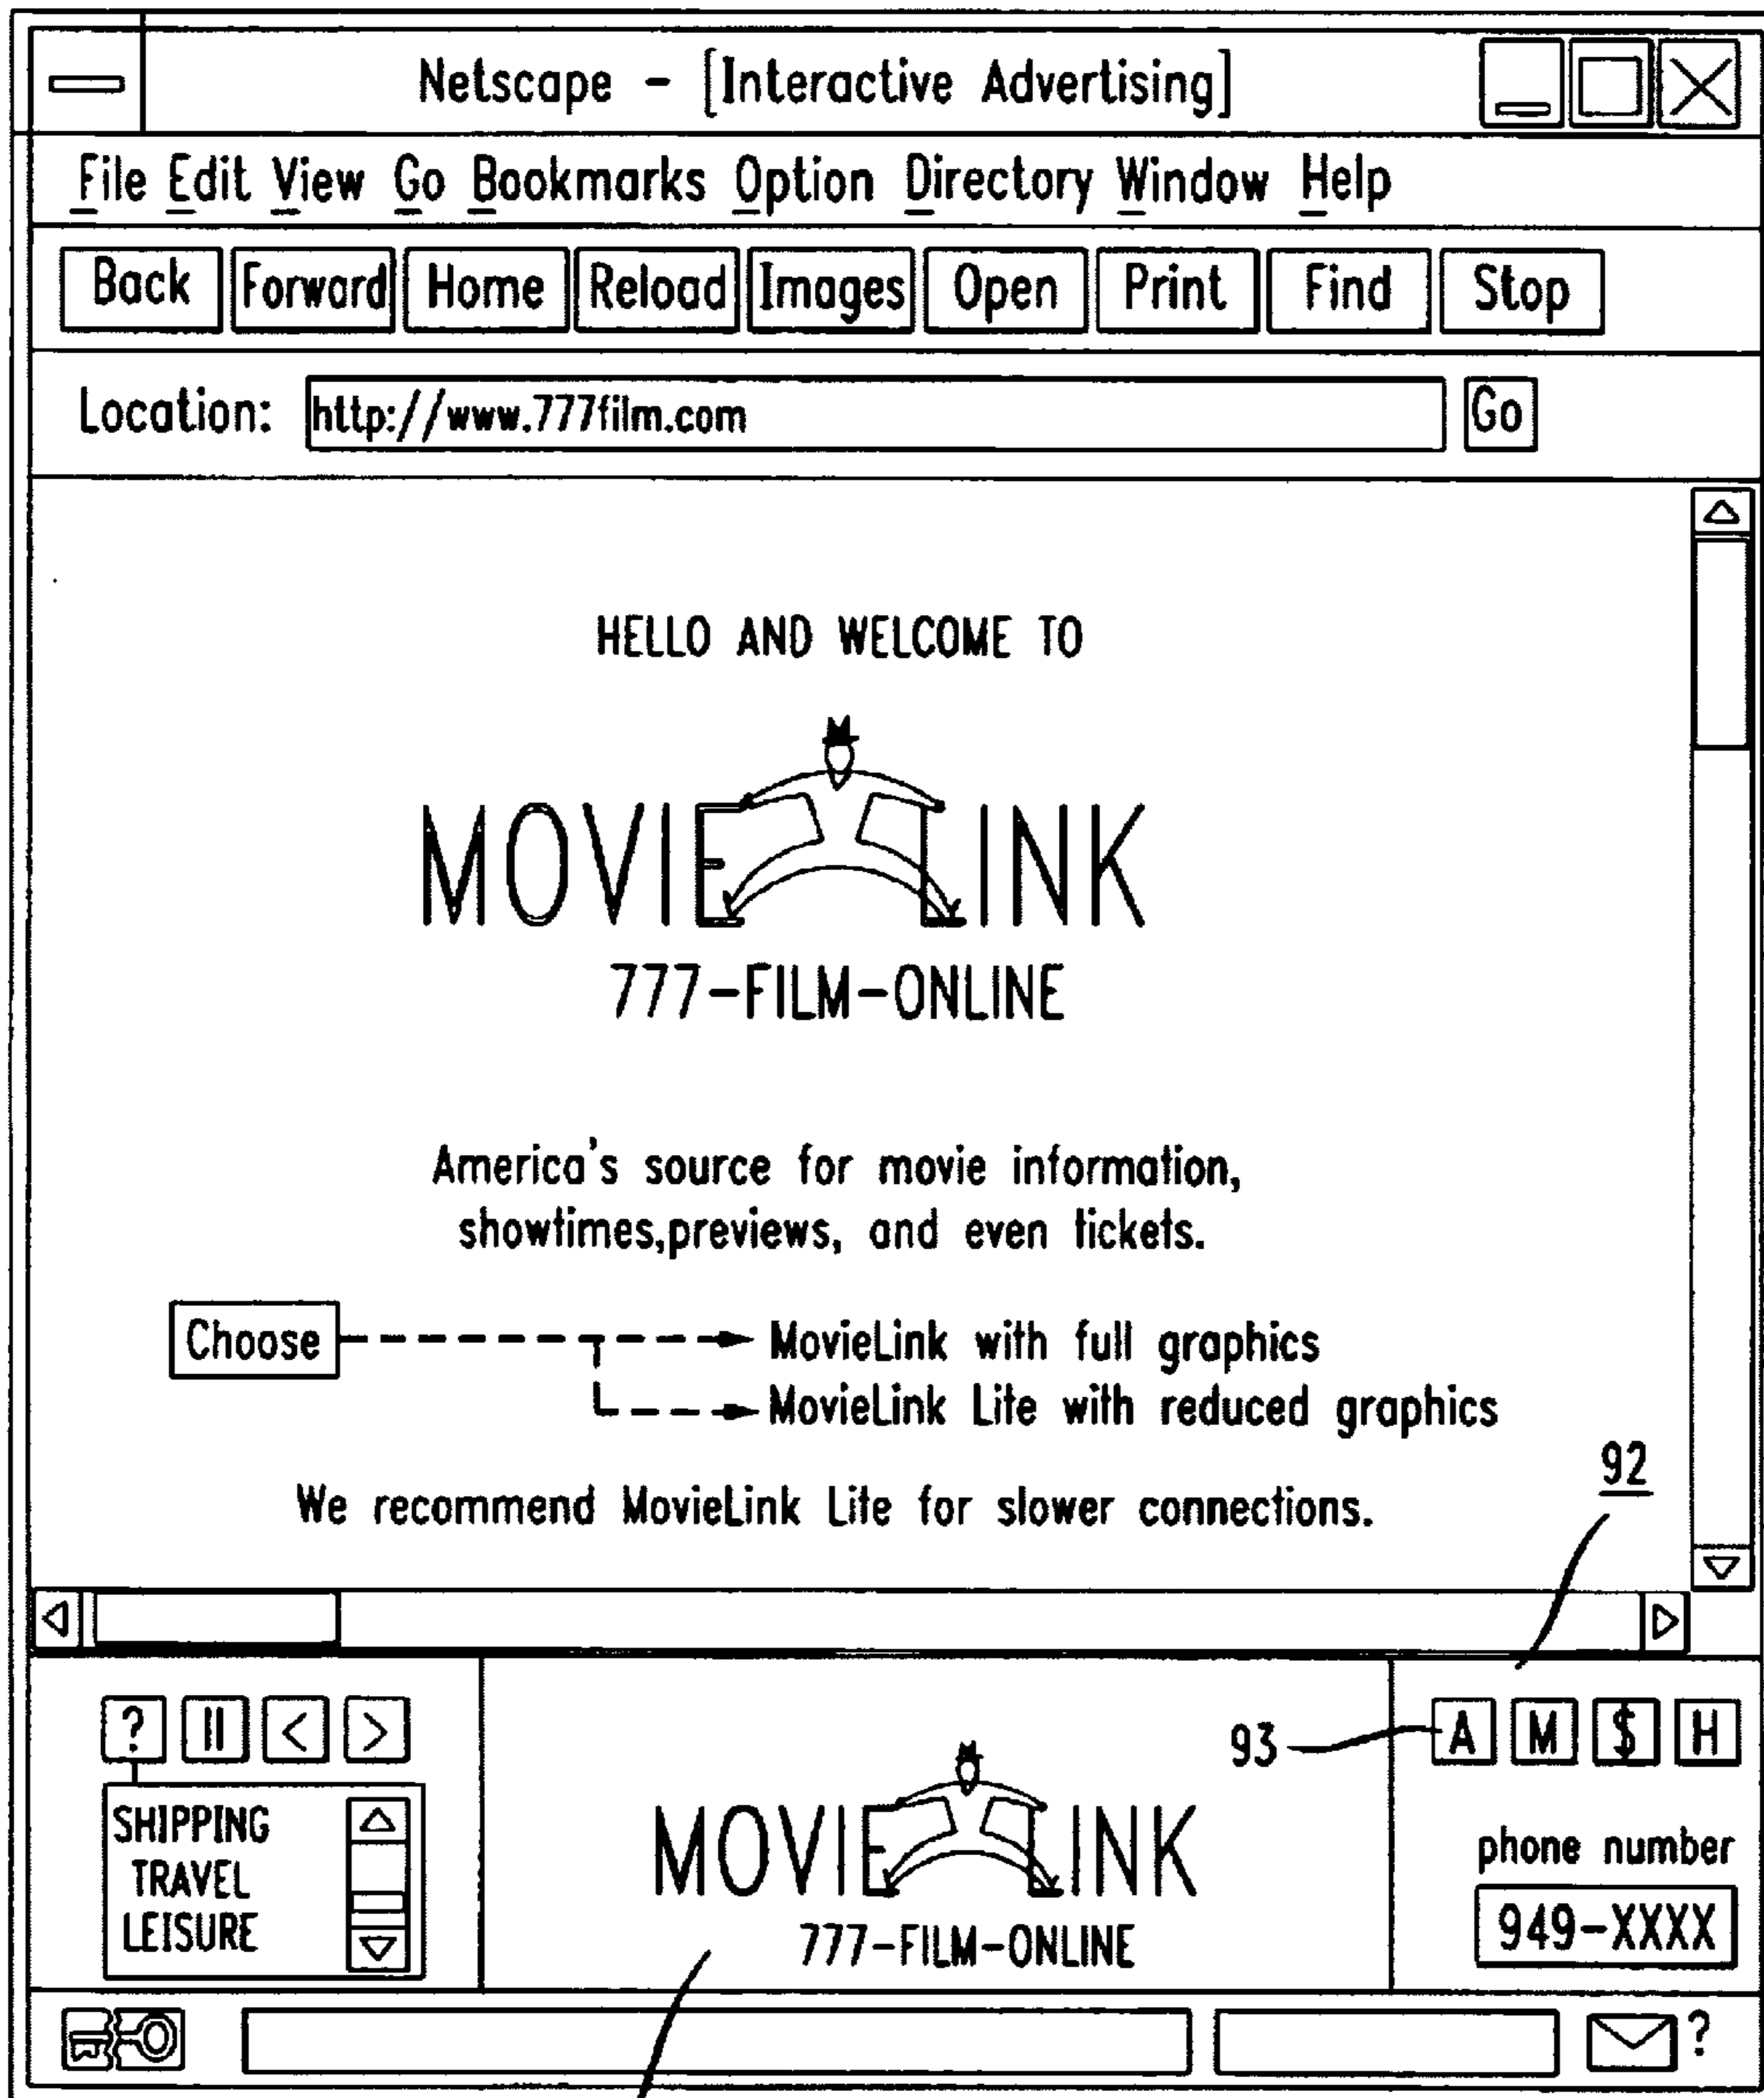 Netscape - [Interactive Advertising]
File Edit View Go Bookmarks Option Directory Window Help
Back Forward Home Reload Images Open Print Find Stop
Location: http://www.777film.com Go
HELLO AND WELCOME TO
MOVIELINK
777-FILM-ONLINE
America's source for movie information,
showtimes,previews, and even tickets.
Choose MovieLink with full graphics
MovieLink Lite with reduced graphics
We recommend MovieLink Lite for slower connections.
92
? || < >
SHIPPING
TRAVEL
LEISURE
MOVIELINK
777-FILM-ONLINE
93 A M $ H
phone number
949-XXXX
?